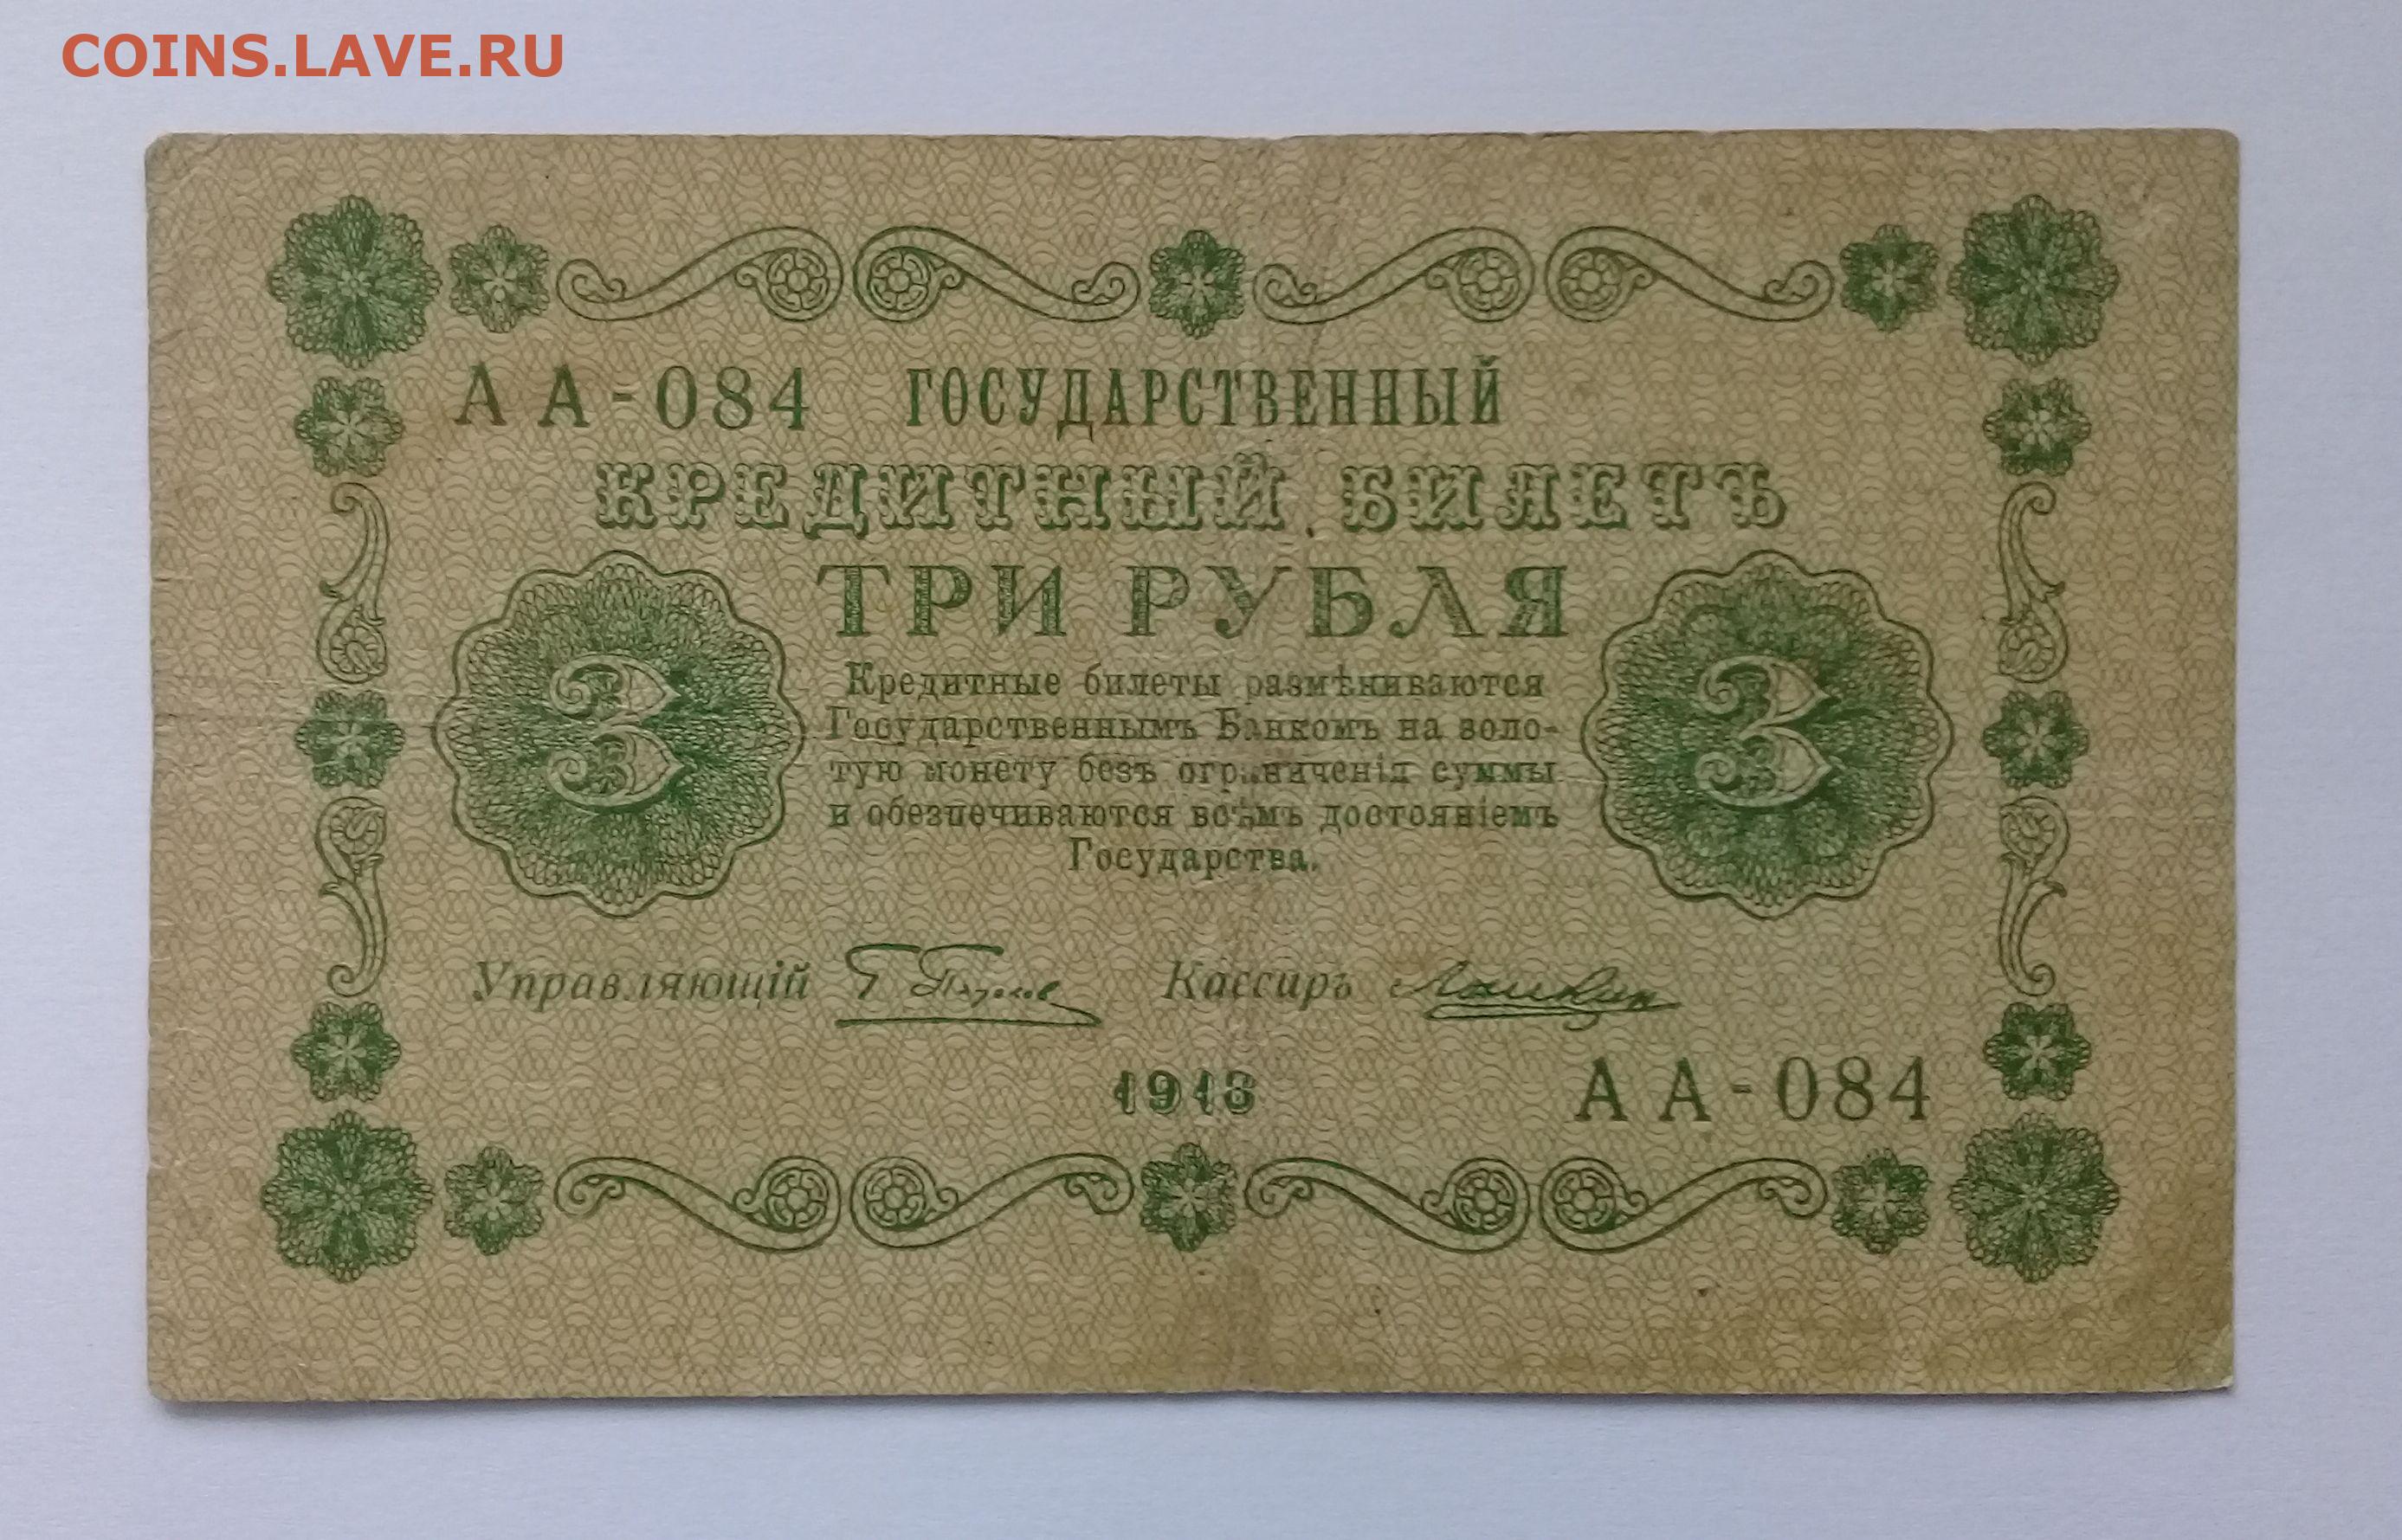 COINS.LAVE.RU
АА-084 ГОСУДАРСТВЕННЫЙ
КРЕДИТНЫЙ БИЛЕТЪ
ТРИ РУБЛЯ
3 3
Кредитные билеты размѣниваются
Государственнымъ Банкомъ на золо-
тую монету безъ ограниченія суммы
и обезпечиваются всѣмъ достояніемъ
Государства.
Управляющій Г Пятаков Кассиръ
1918
АА-084